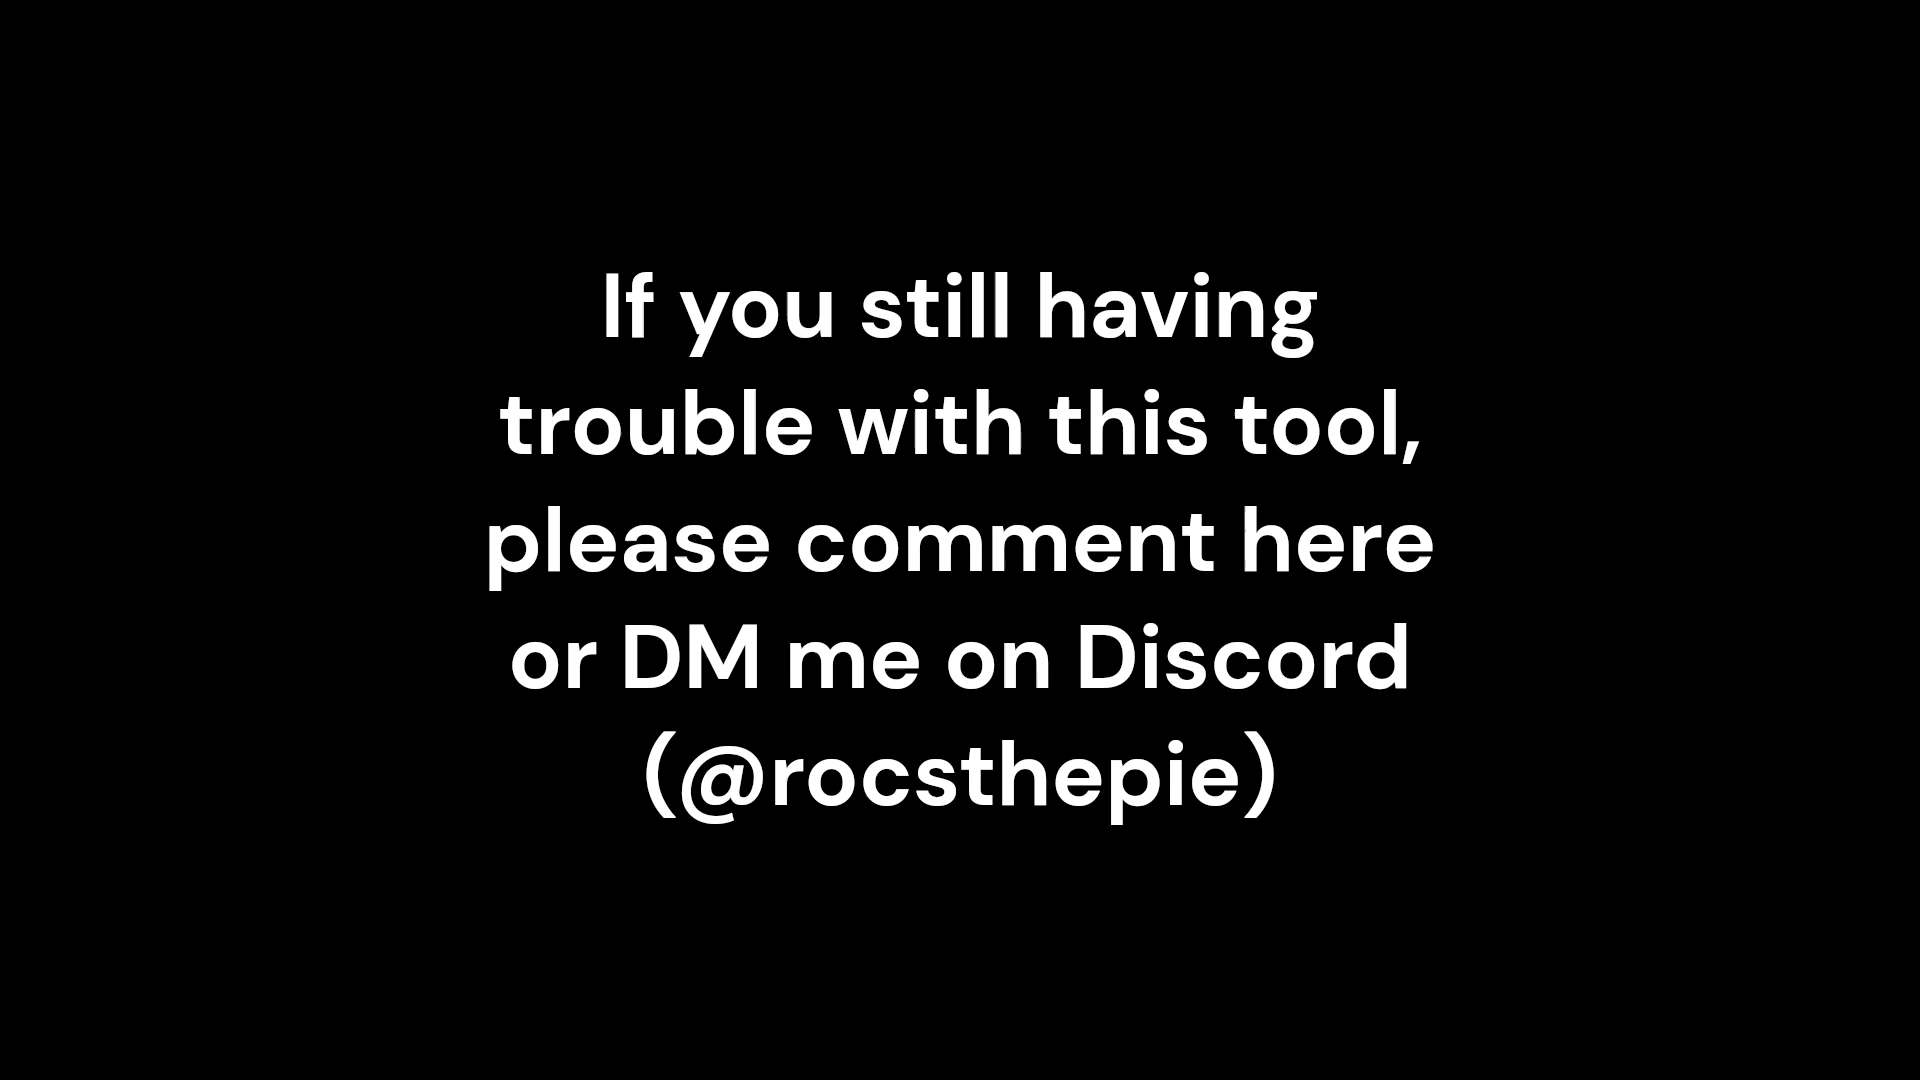 If you still having
trouble with this tool,
please comment here
or DM me on Discord
(@rocsthepie)